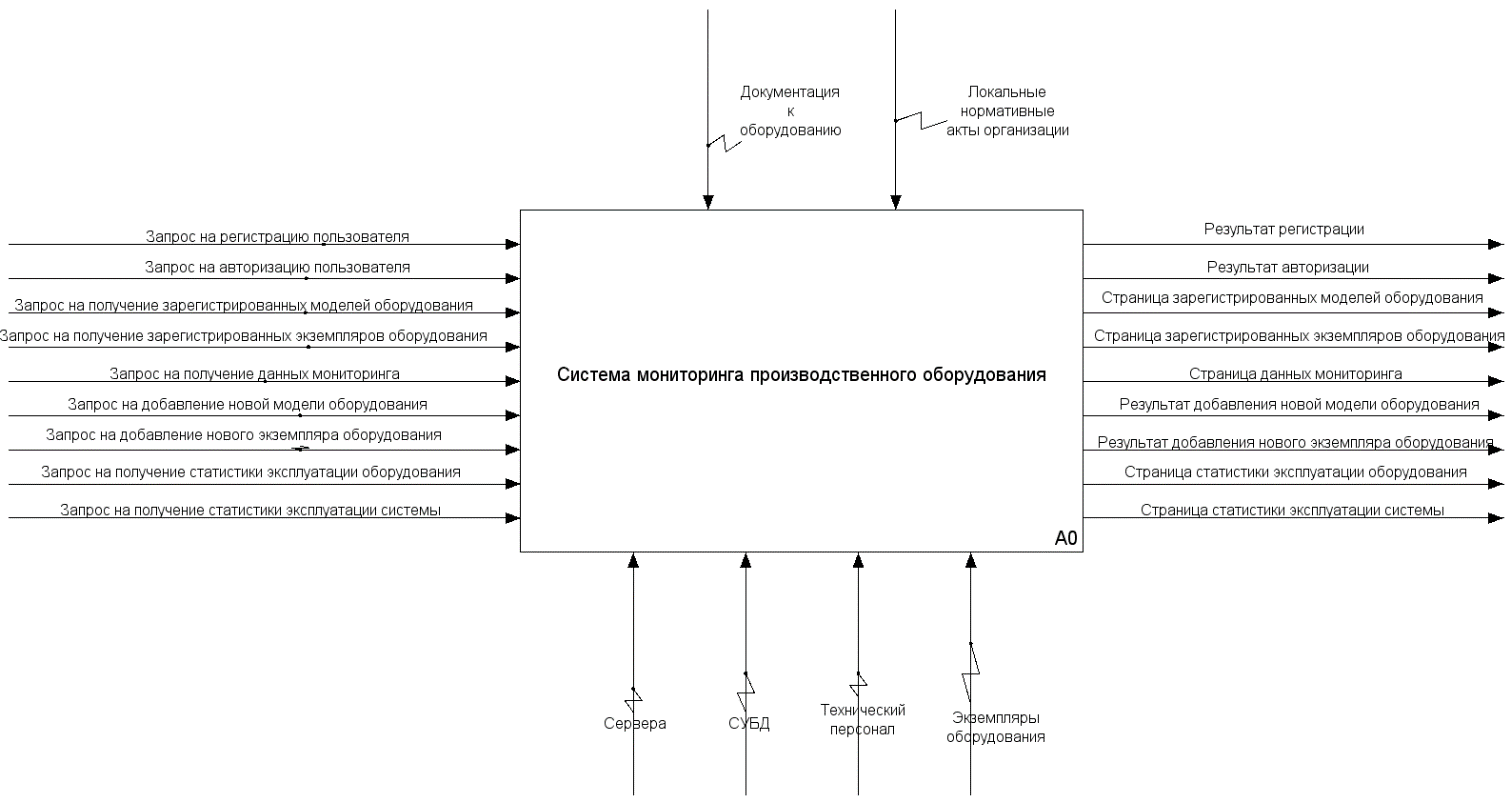 Документация
к
оборудованию
Локальные
нормативные
акты организации
Запрос на регистрацию пользователя
Запрос на авторизацию пользователя
Запрос на получение зарегистрированных моделей оборудования
Запрос на получение зарегистрированных экземпляров оборудования
Запрос на получение данных мониторинга
Запрос на добавление новой модели оборудования
Запрос на добавление нового экземпляра оборудования
Запрос на получение статистики эксплуатации оборудования
Запрос на получение статистики эксплуатации системы
Система мониторинга производственного оборудования
A0
Результат регистрации
Результат авторизации
Страница зарегистрированных моделей оборудования
Страница зарегистрированных экземпляров оборудования
Страница данных мониторинга
Результат добавления новой модели оборудования
Результат добавления нового экземпляра оборудования
Страница статистики эксплуатации оборудования
Страница статистики эксплуатации системы
Сервера
СУБД
Технический
персонал
Экземпляры
оборудования